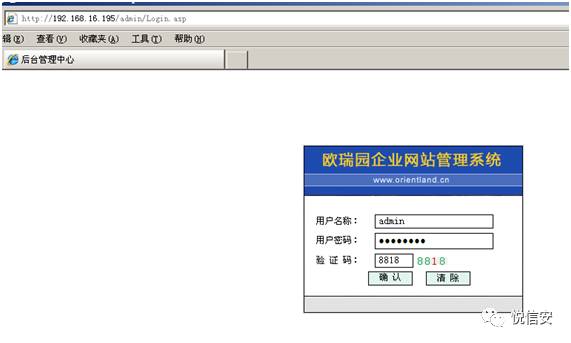 http://192.168.16.195/admin/Login.asp
辑(E) 查看(V) 收藏夹(A) 工具(T) 帮助(H)
后台管理中心
欧瑞园企业网站管理系统
www.orientland.cn
用户名称： admin
用户密码： ●●●●●●●●
验 证 码： 8818 8818
确 认 清 除
悦信安